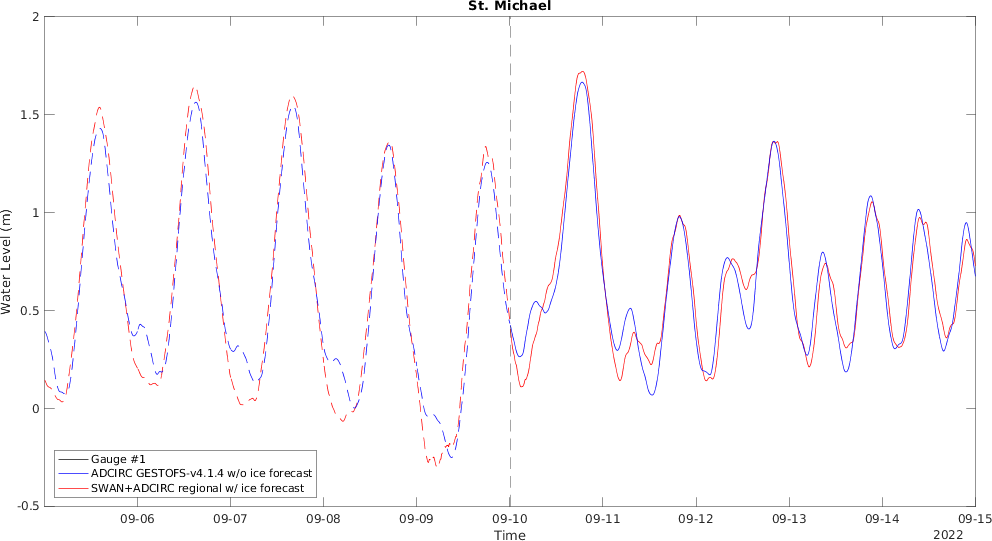 St. Michael
2
1.5
1
0.5
0
-0.5
Water Level (m)
Gauge #1
ADCIRC GESTOFS-v4.1.4 w/o ice forecast
SWAN+ADCIRC regional w/ ice forecast
09-06 09-07 09-08 09-09 09-10 09-11 09-12 09-13 09-14 09-15
Time
2022